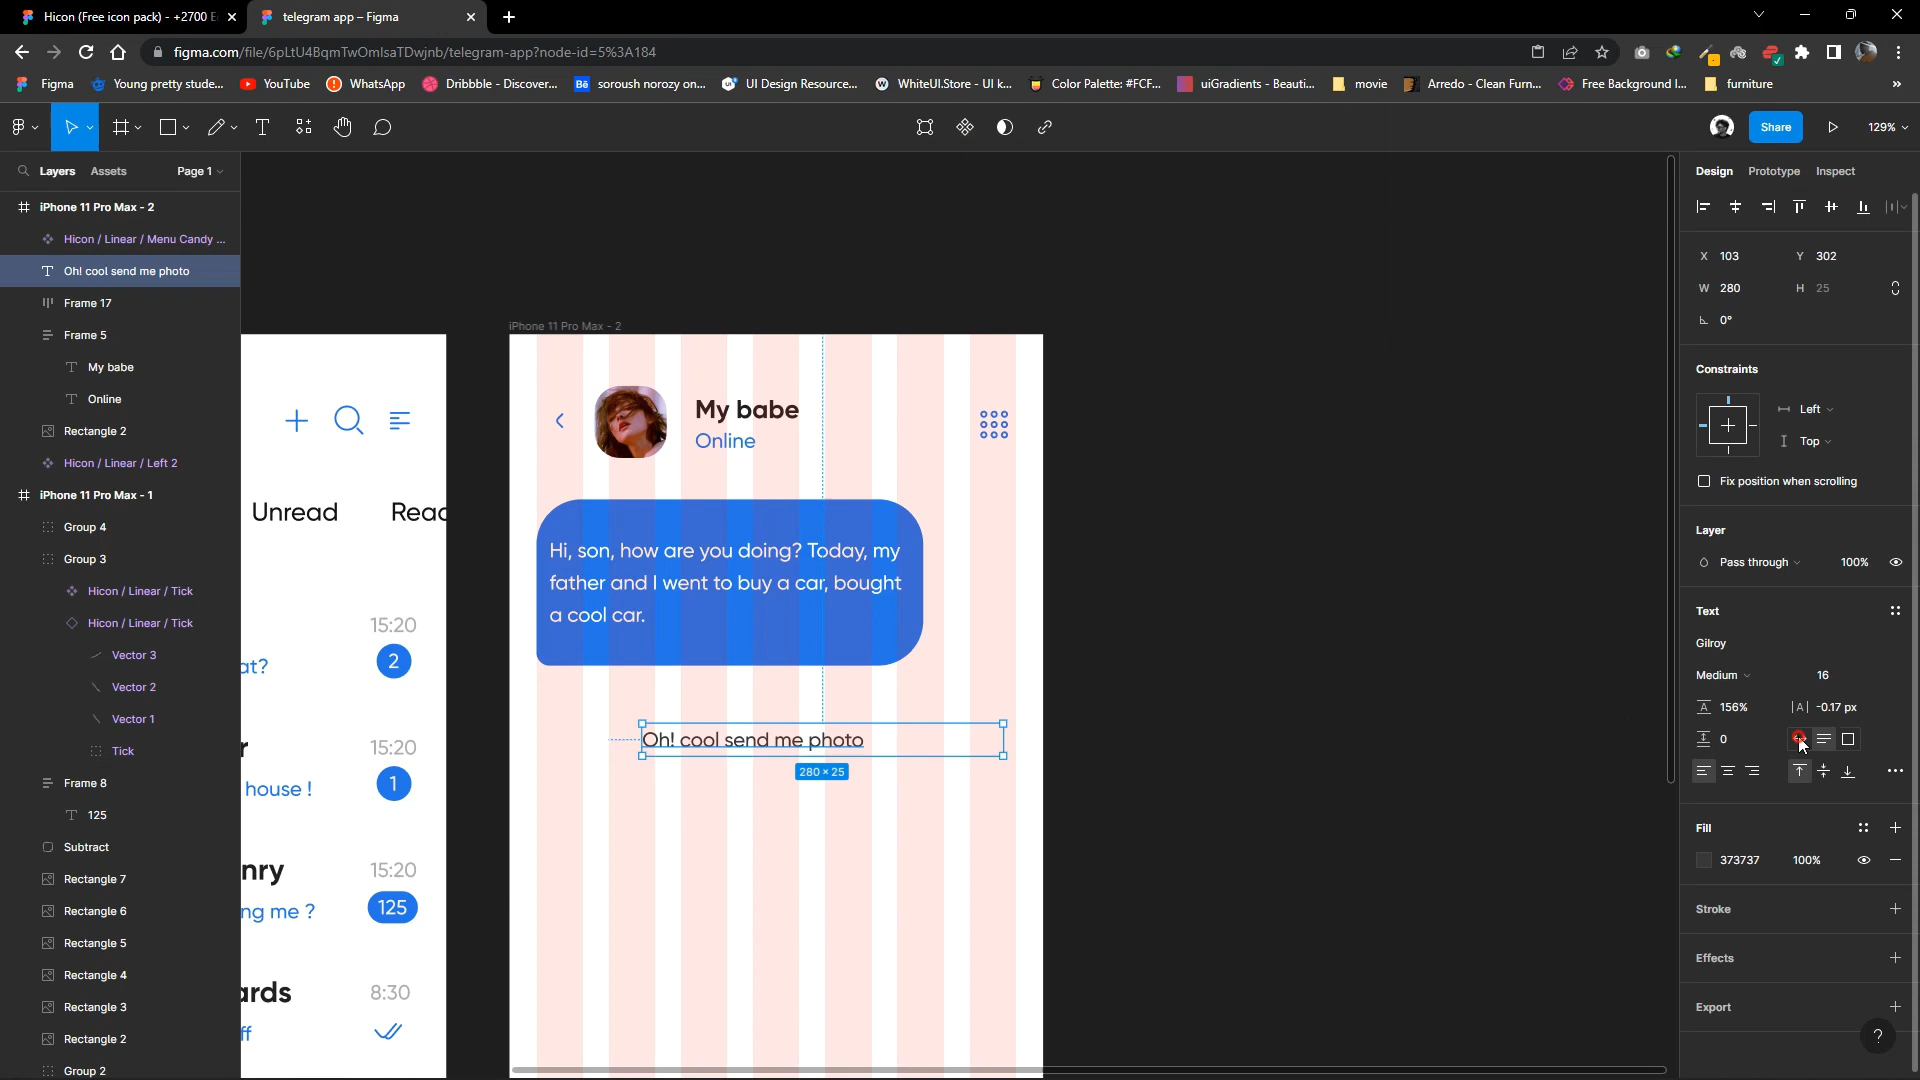 Hicon (Free icon pack) - +2700 E
telegram app – Figma
figma.com/file/6pLtU4BqmTwOmlsaTDwjnb/telegram-app?node-id=5%3A184
Figma
Young pretty stude...
YouTube
WhatsApp
Dribbble - Discover...
Bē
soroush norozy on...
UI Design Resource...
WhiteUI.Store - UI k...
Color Palette: #FCF...
uiGradients - Beauti...
movie
Arredo - Clean Furn...
Free Background I...
furniture
Share
129%
Layers
Assets
Page 1
iPhone 11 Pro Max - 2
Hicon / Linear / Menu Candy ...
Oh! cool send me photo
Frame 17
Frame 5
My babe
Online
Rectangle 2
Hicon / Linear / Left 2
iPhone 11 Pro Max - 1
Group 4
Group 3
Hicon / Linear / Tick
Hicon / Linear / Tick
Vector 3
Vector 2
Vector 1
Tick
Frame 8
125
Subtract
Rectangle 7
Rectangle 6
Rectangle 5
Rectangle 4
Rectangle 3
Rectangle 2
Group 2
Unread
Read
15:20
at?
2
r
15:20
house !
1
nry
15:20
ng me ?
125
ards
8:30
ff
iPhone 11 Pro Max - 2
My babe
Online
Hi, son, how are you doing? Today, my
father and I went to buy a car, bought
a cool car.
Oh! cool send me photo
280 × 25
Design
Prototype
Inspect
X 103
Y 302
W 280
H 25
0°
Constraints
Left
Top
Fix position when scrolling
Layer
Pass through
100%
Text
Gilroy
Medium
16
156%
-0.17 px
0
Fill
373737
100%
Stroke
Effects
Export
?